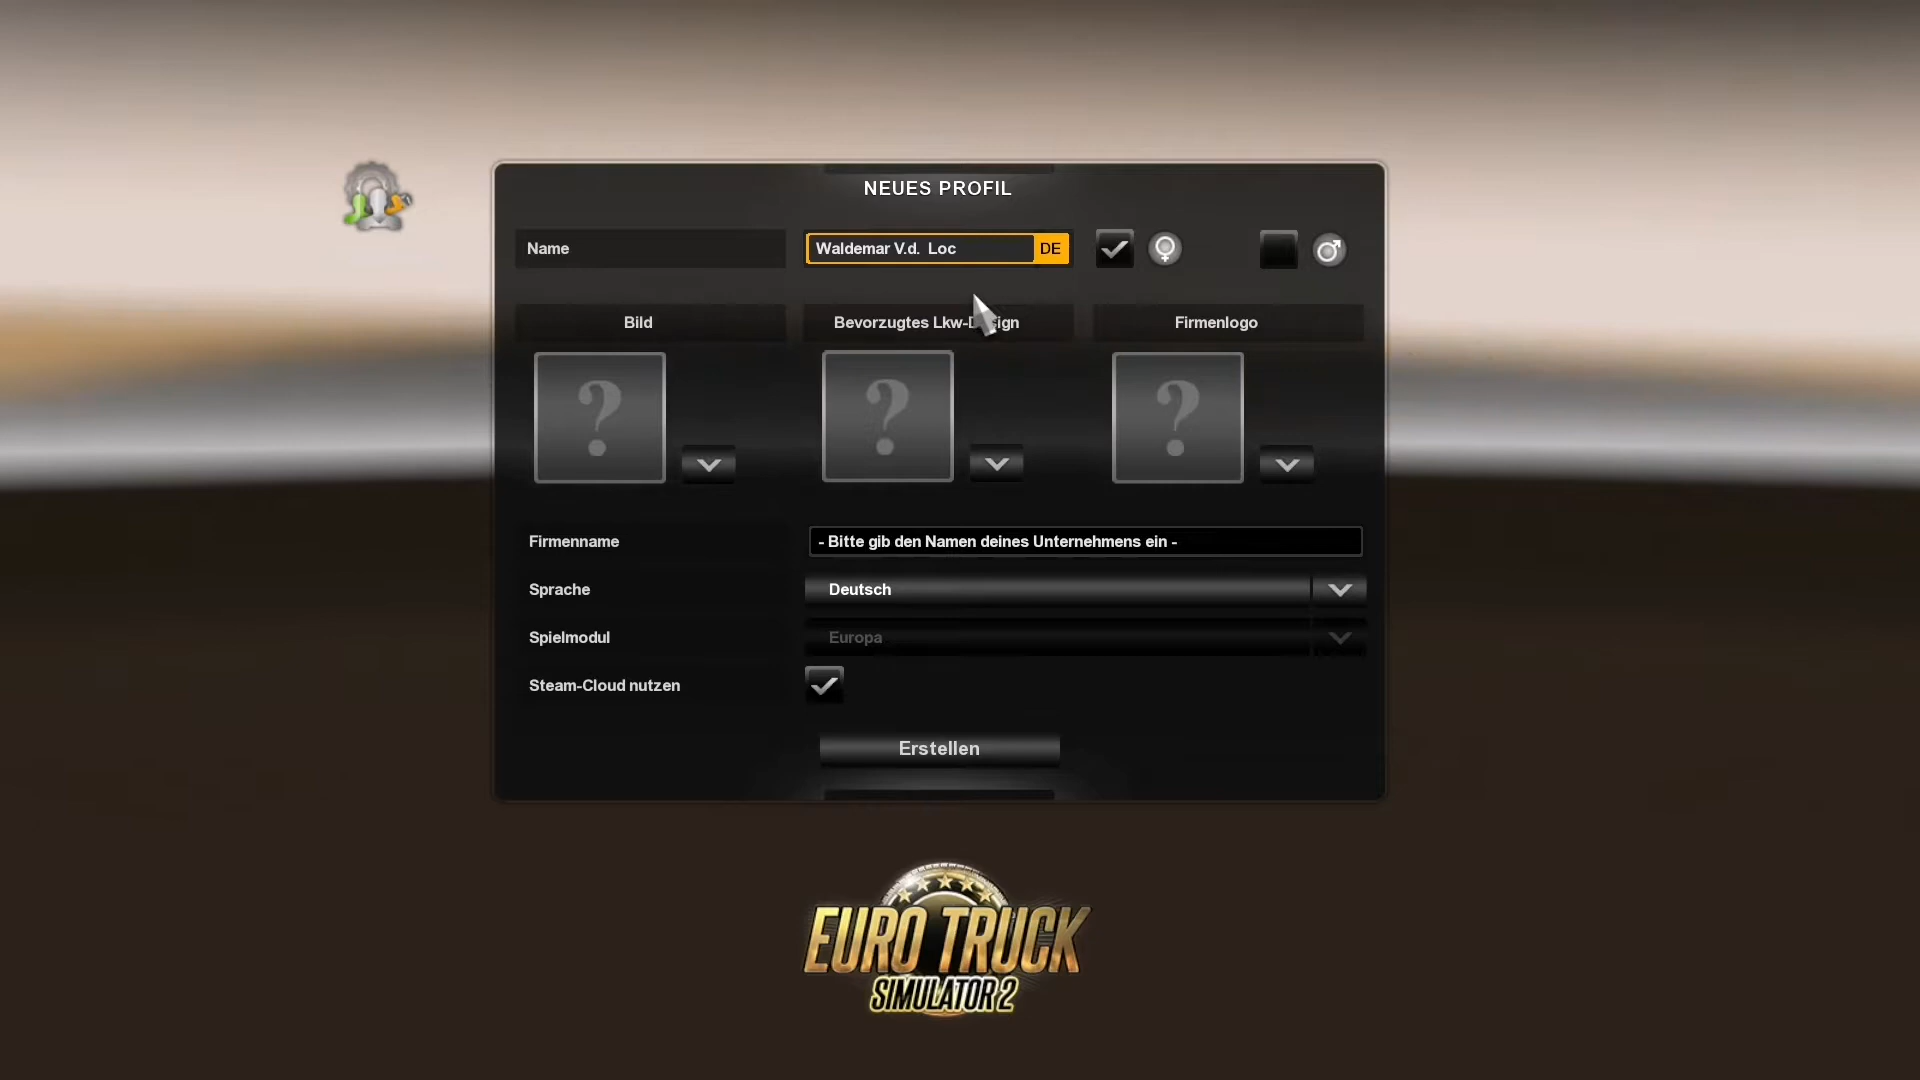 NEUES PROFIL
Name
Waldemar V.d.  Loc
DE
Bild
Bevorzugtes Lkw-Design
Firmenlogo
?
?
?
Firmenname
- Bitte gib den Namen deines Unternehmens ein -
Sprache
Deutsch
Spielmodul
Europa
Steam-Cloud nutzen
Erstellen
EURO TRUCK
SIMULATOR 2